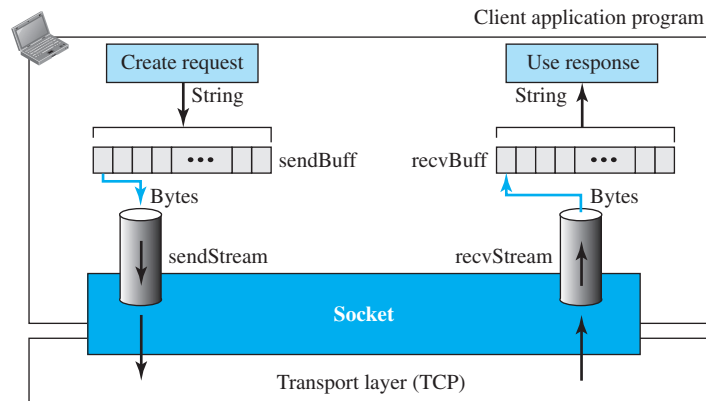 Client application program
Create request
Use response
String
String
sendBuff
recvBuff
Bytes
Bytes
sendStream
recvStream
Socket
Transport layer (TCP)